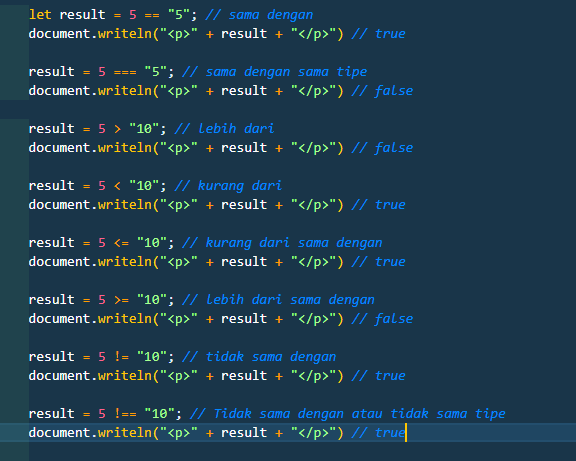 let result = 5 == "5"; // sama dengan
document.writeln("<p>" + result + "</p>") // true
result = 5 === "5"; // sama dengan sama tipe
document.writeln("<p>" + result + "</p>") // false
result = 5 > "10"; // lebih dari
document.writeln("<p>" + result + "</p>") // false
result = 5 < "10"; // kurang dari
document.writeln("<p>" + result + "</p>") // true
result = 5 <= "10"; // kurang dari sama dengan
document.writeln("<p>" + result + "</p>") // true
result = 5 >= "10"; // lebih dari sama dengan
document.writeln("<p>" + result + "</p>") // false
result = 5 != "10"; // tidak sama dengan
document.writeln("<p>" + result + "</p>") // true
result = 5 !== "10"; // Tidak sama dengan atau tidak sama tipe
document.writeln("<p>" + result + "</p>") // true